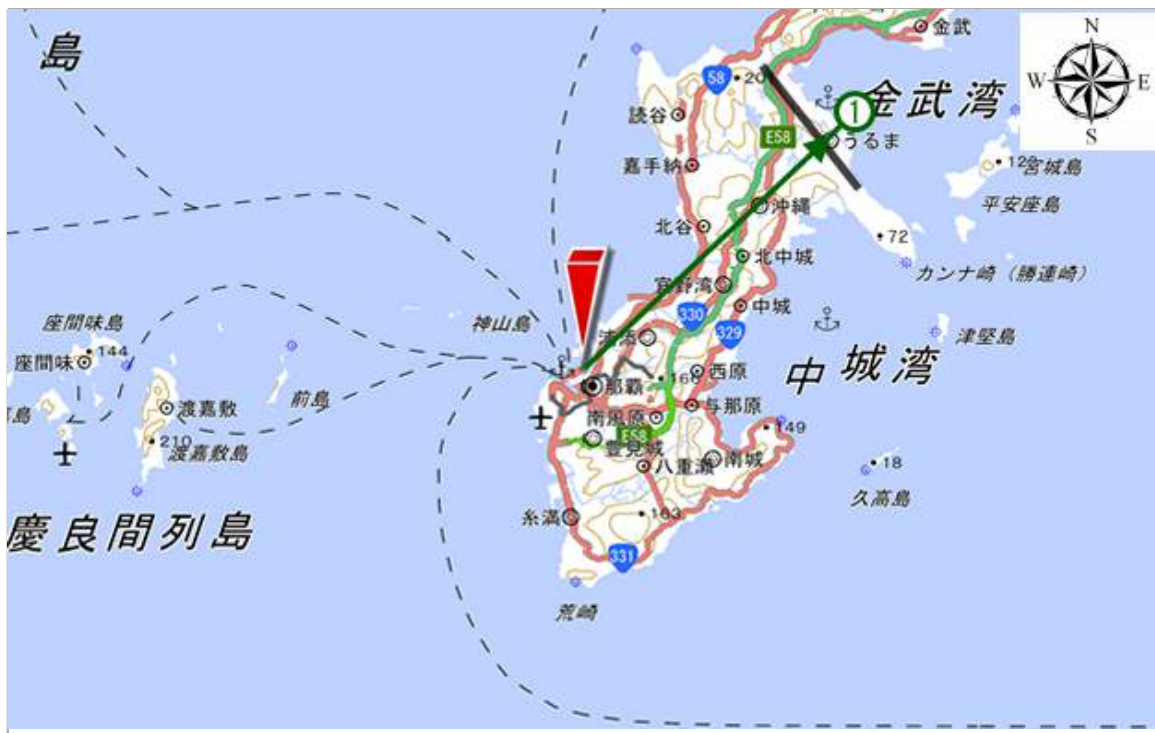 島
金武
N
W
E
S
58
20
金武湾
1
読谷
E58
うるま
嘉手納
120
宮城島
平安座島
沖縄
北谷
72
北中城
カンナ崎（勝連崎）
宜野湾
中城
座間味島
神山島
330
329
津堅島
144
浦添
座間味
166
西原
中城湾
前島
那覇
渡嘉敷
与那原
南風原
149
210
E58
豊見城
渡嘉敷島
八重瀬
南城
18
久高島
慶良間列島
糸満
163
331
荒崎